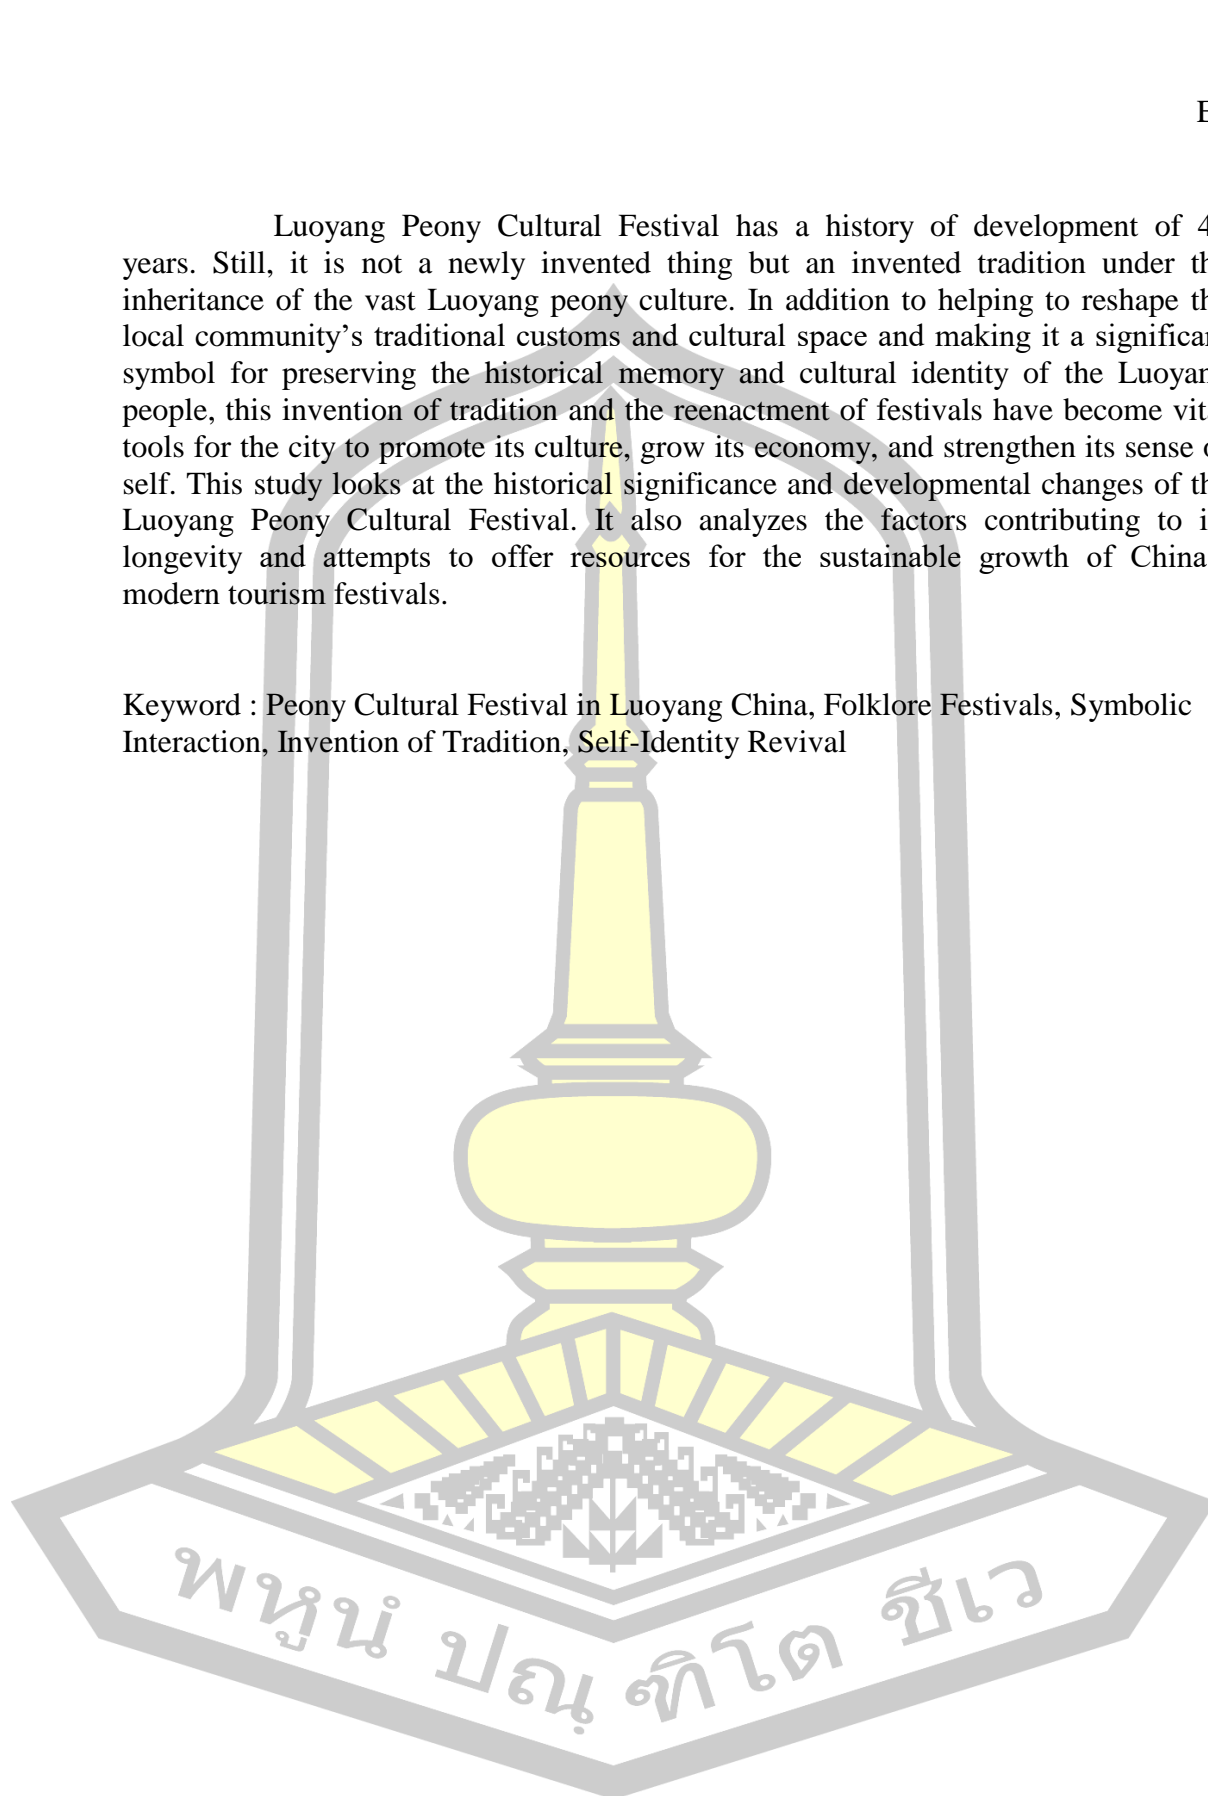 Luoyang Peony Cultural Festival has a history of development of 4
years. Still, it is not a newly invented thing but an invented tradition under th
inheritance of the vast Luoyang peony culture. In addition to helping to reshape th
local community’s traditional customs and cultural space and making it a significan
symbol for preserving the historical memory and cultural identity of the Luoyan
people, this invention of tradition and the reenactment of festivals have become vita
tools for the city to promote its culture, grow its economy, and strengthen its sense o
self. This study looks at the historical significance and developmental changes of th
Luoyang Peony Cultural Festival. It also analyzes the factors contributing to i
longevity and attempts to offer resources for the sustainable growth of China
modern tourism festivals.
Keyword : Peony Cultural Festival in Luoyang China, Folklore Festivals, Symbolic
Interaction, Invention of Tradition, Self-Identity Revival
พหูนํ ปณฺฑิโต ชีเว